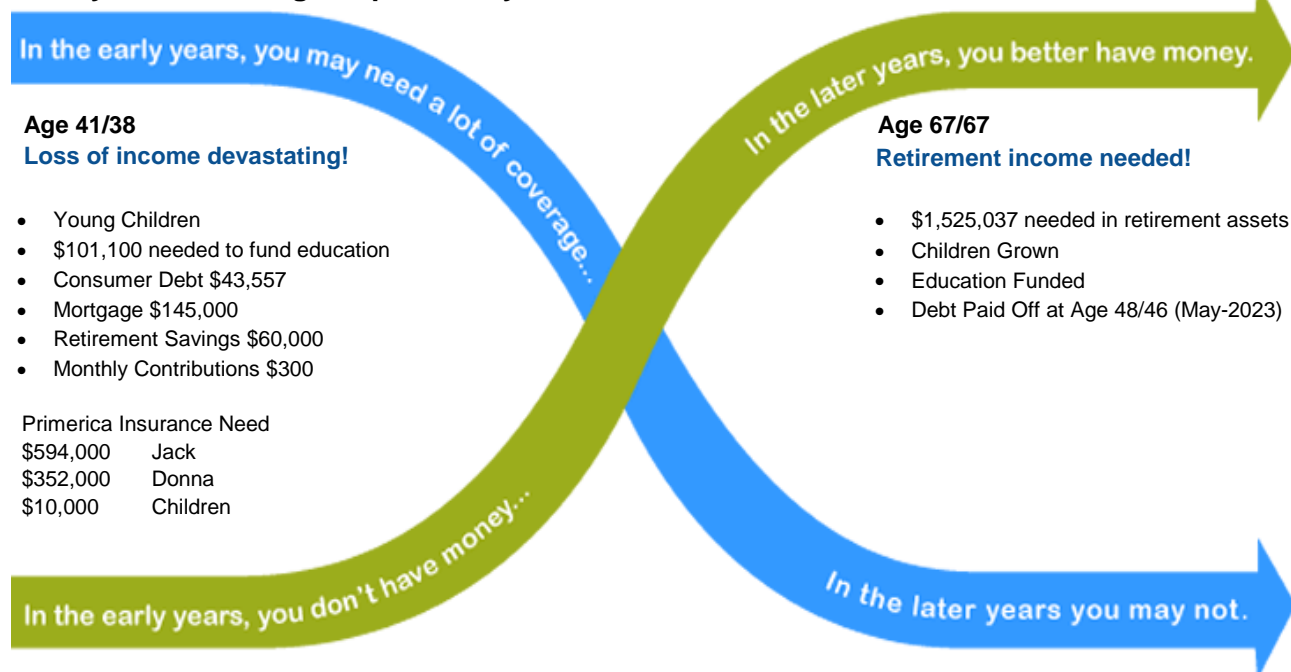 In the early years, you may need a lot of coverage...
In the later years, you better have money.
Age 41/38
Loss of income devastating!
• Young Children
• $101,100 needed to fund education
• Consumer Debt $43,557
• Mortgage $145,000
• Retirement Savings $60,000
• Monthly Contributions $300
Primerica Insurance Need
$594,000 Jack
$352,000 Donna
$10,000 Children
Age 67/67
Retirement income needed!
• $1,525,037 needed in retirement assets
• Children Grown
• Education Funded
• Debt Paid Off at Age 48/46 (May-2023)
In the early years, you don't have money...
In the later years you may not.